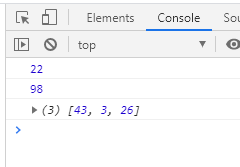 Elements Console Sou
top
22
98
(3) [43, 3, 26]